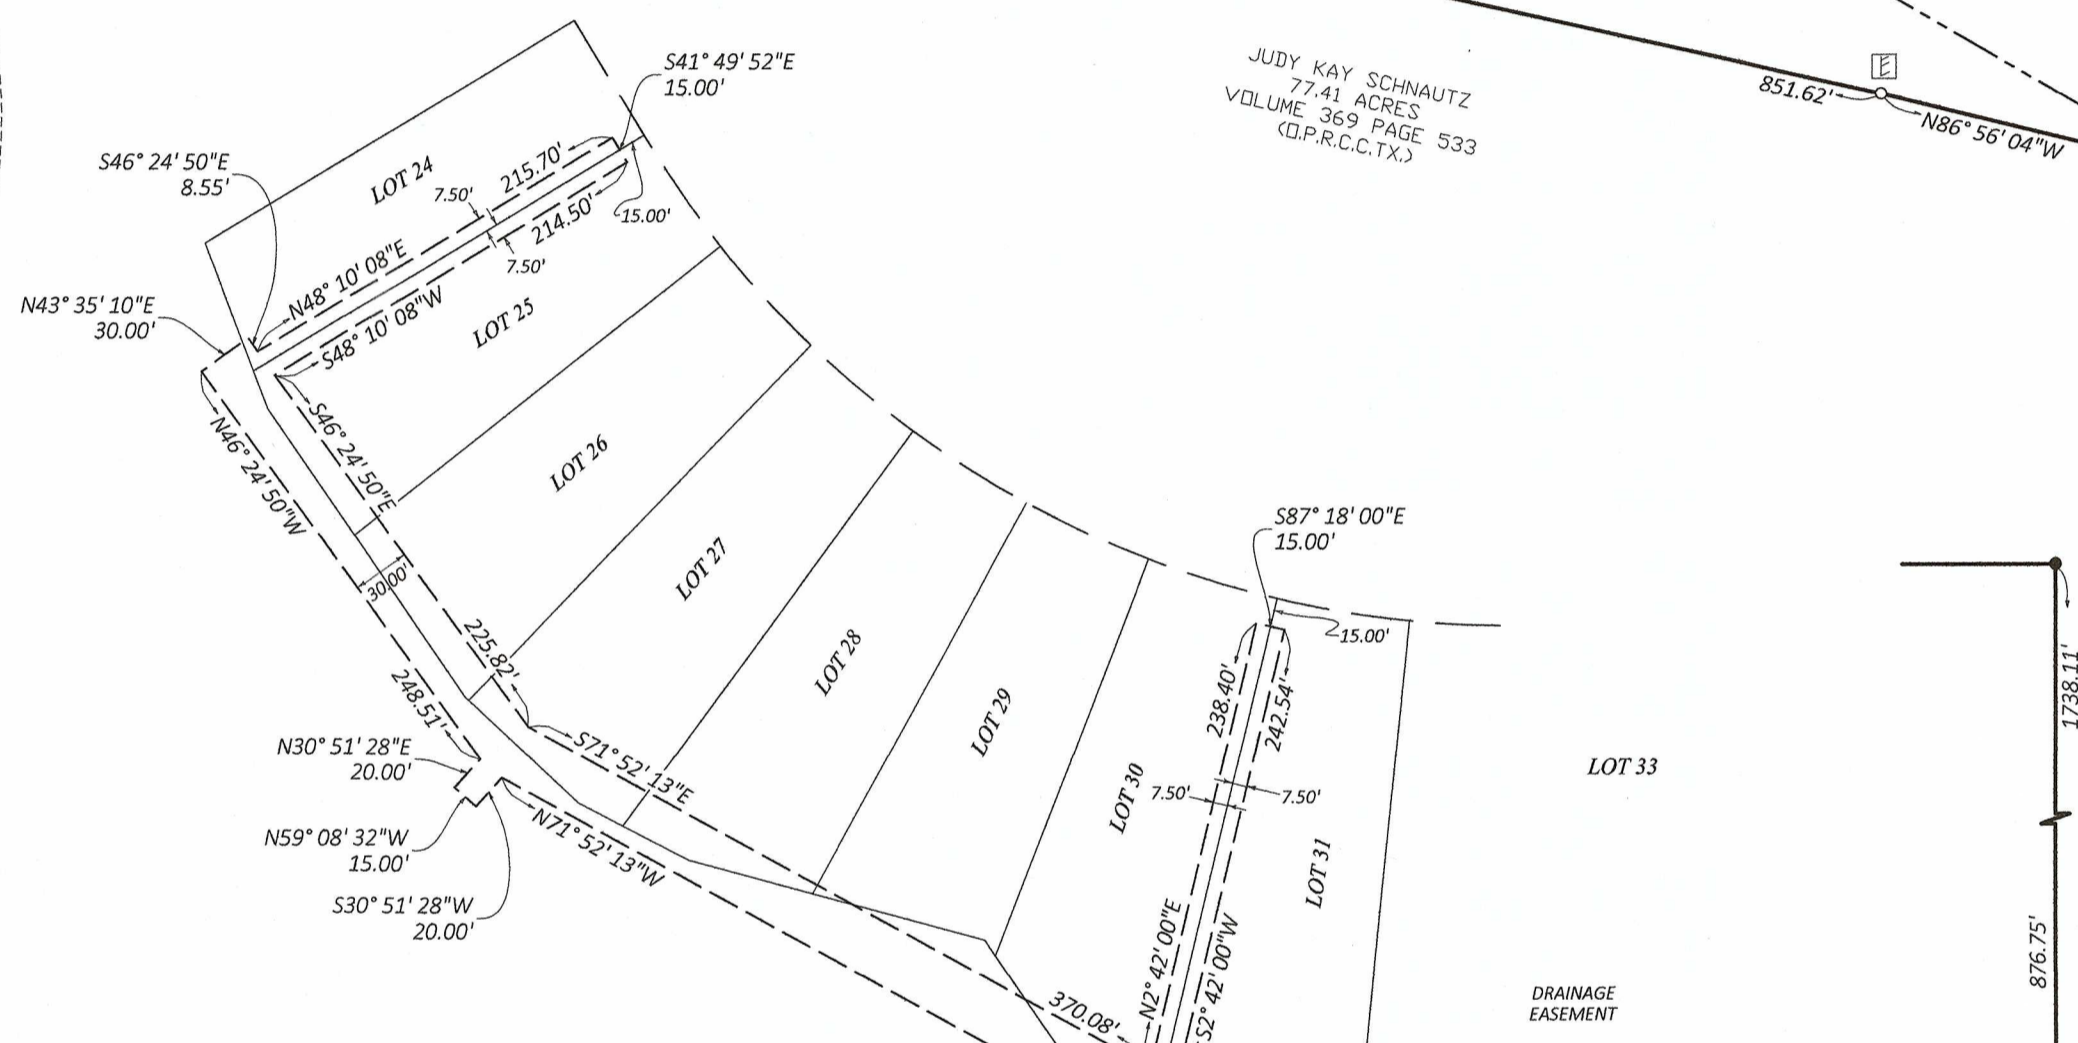 JUDY KAY SCHNAUTZ
77.41 ACRES
VOLUME 369 PAGE 533
(O.P.R.C.C.TX.)
E
851.62'
N86° 56' 04"W
S41° 49' 52"E
15.00'
S46° 24' 50"E
8.55'
LOT 24
215.70'
7.50'
214.50'
15.00'
7.50'
N48° 10' 08"E
S48° 10' 08"W
LOT 25
N43° 35' 10"E
30.00'
N46° 24' 50"W
S46° 24' 50"E
LOT 26
30.00'
LOT 27
225.82'
248.51'
S87° 18' 00"E
15.00'
15.00'
LOT 28
LOT 29
238.40'
242.54'
N30° 51' 28"E
20.00'
S71° 52' 13"E
N59° 08' 32"W
15.00'
N71° 52' 13"W
S30° 51' 28"W
20.00'
LOT 30
7.50'
7.50'
LOT 31
LOT 33
1738.11'
876.75'
N2° 42' 00"E
S2° 42' 00"W
370.08'
DRAINAGE
EASEMENT